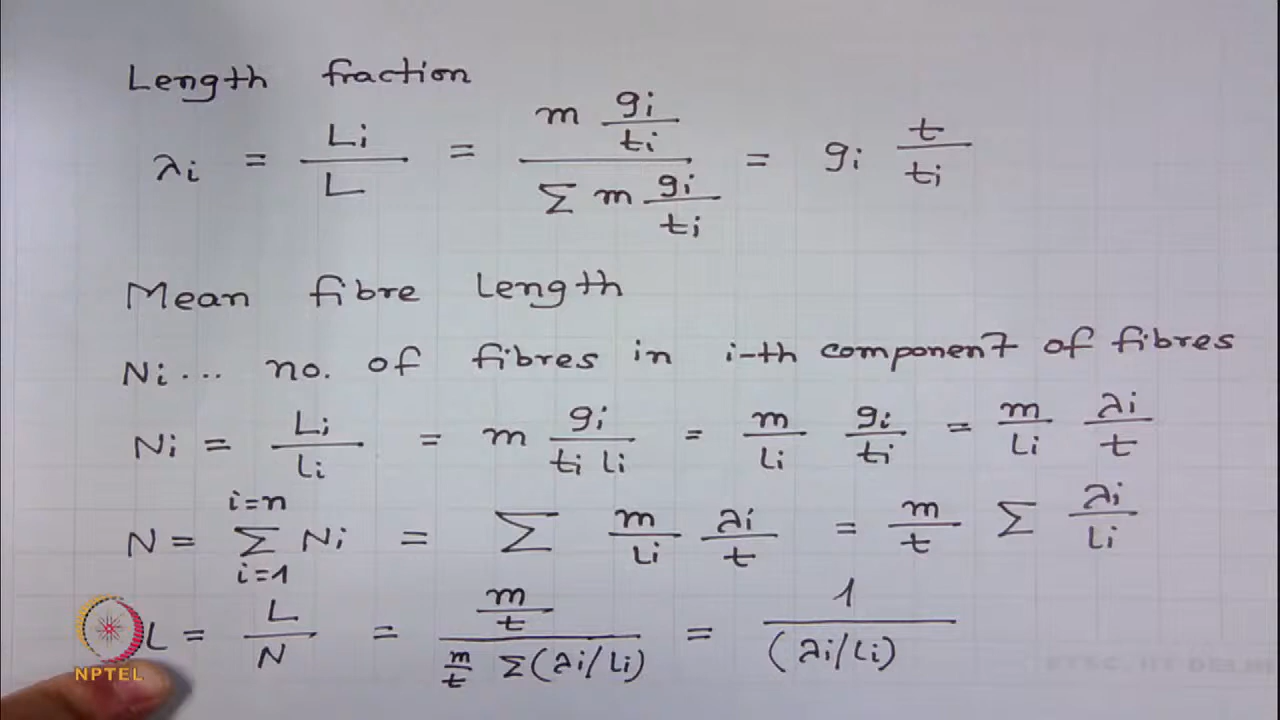 Length fraction
λi = Li / L = (m gi/ti) / (Σ m gi/ti) = gi t/ti
Mean fibre length
Ni... no. of fibres in i-th component of fibres
Ni = Li / li = m gi / (ti li) = m/li gi/ti = m/li λi/t
N = Σ_{i=1}^{i=n} Ni = Σ m/li λi/t = m/t Σ λi/li
l = L / N = (m/t) / (m/t Σ(λi/li)) = 1 / (λi/li)
NPTEL